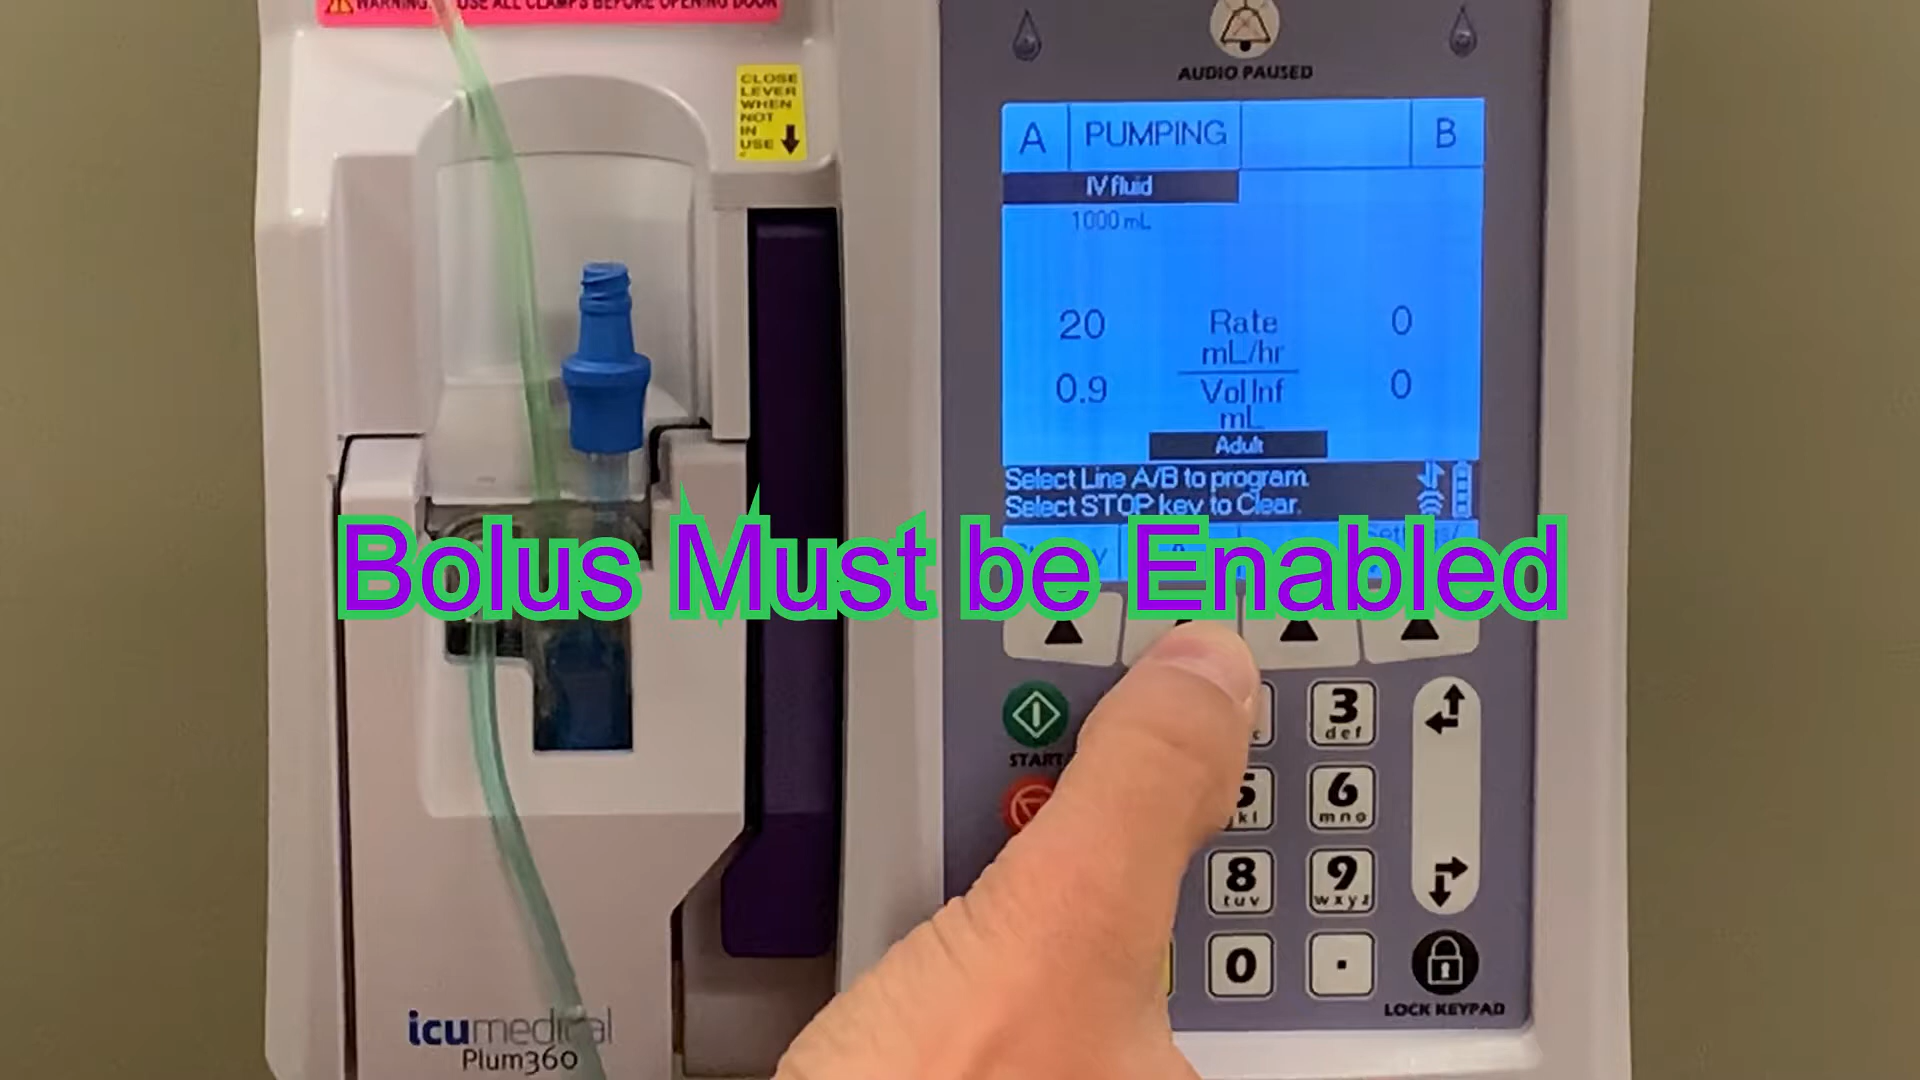 WARNING: USE ALL CLAMPS BEFORE OPENING DOOR
CLOSE
LEVER
WHEN
NOT
IN
USE
AUDIO PAUSED
A PUMPING B
IV fluid
1000 mL
20 Rate 0
mL/hr
0.9 Vol Inf 0
mL
Adult
Select Line A/B to program.
Select STOP key to Clear.
Bolus Must be Enabled
START
3
def
6
mno
8 9
tuv wxyz
0 .
LOCK KEYPAD
icumedical
Plum360